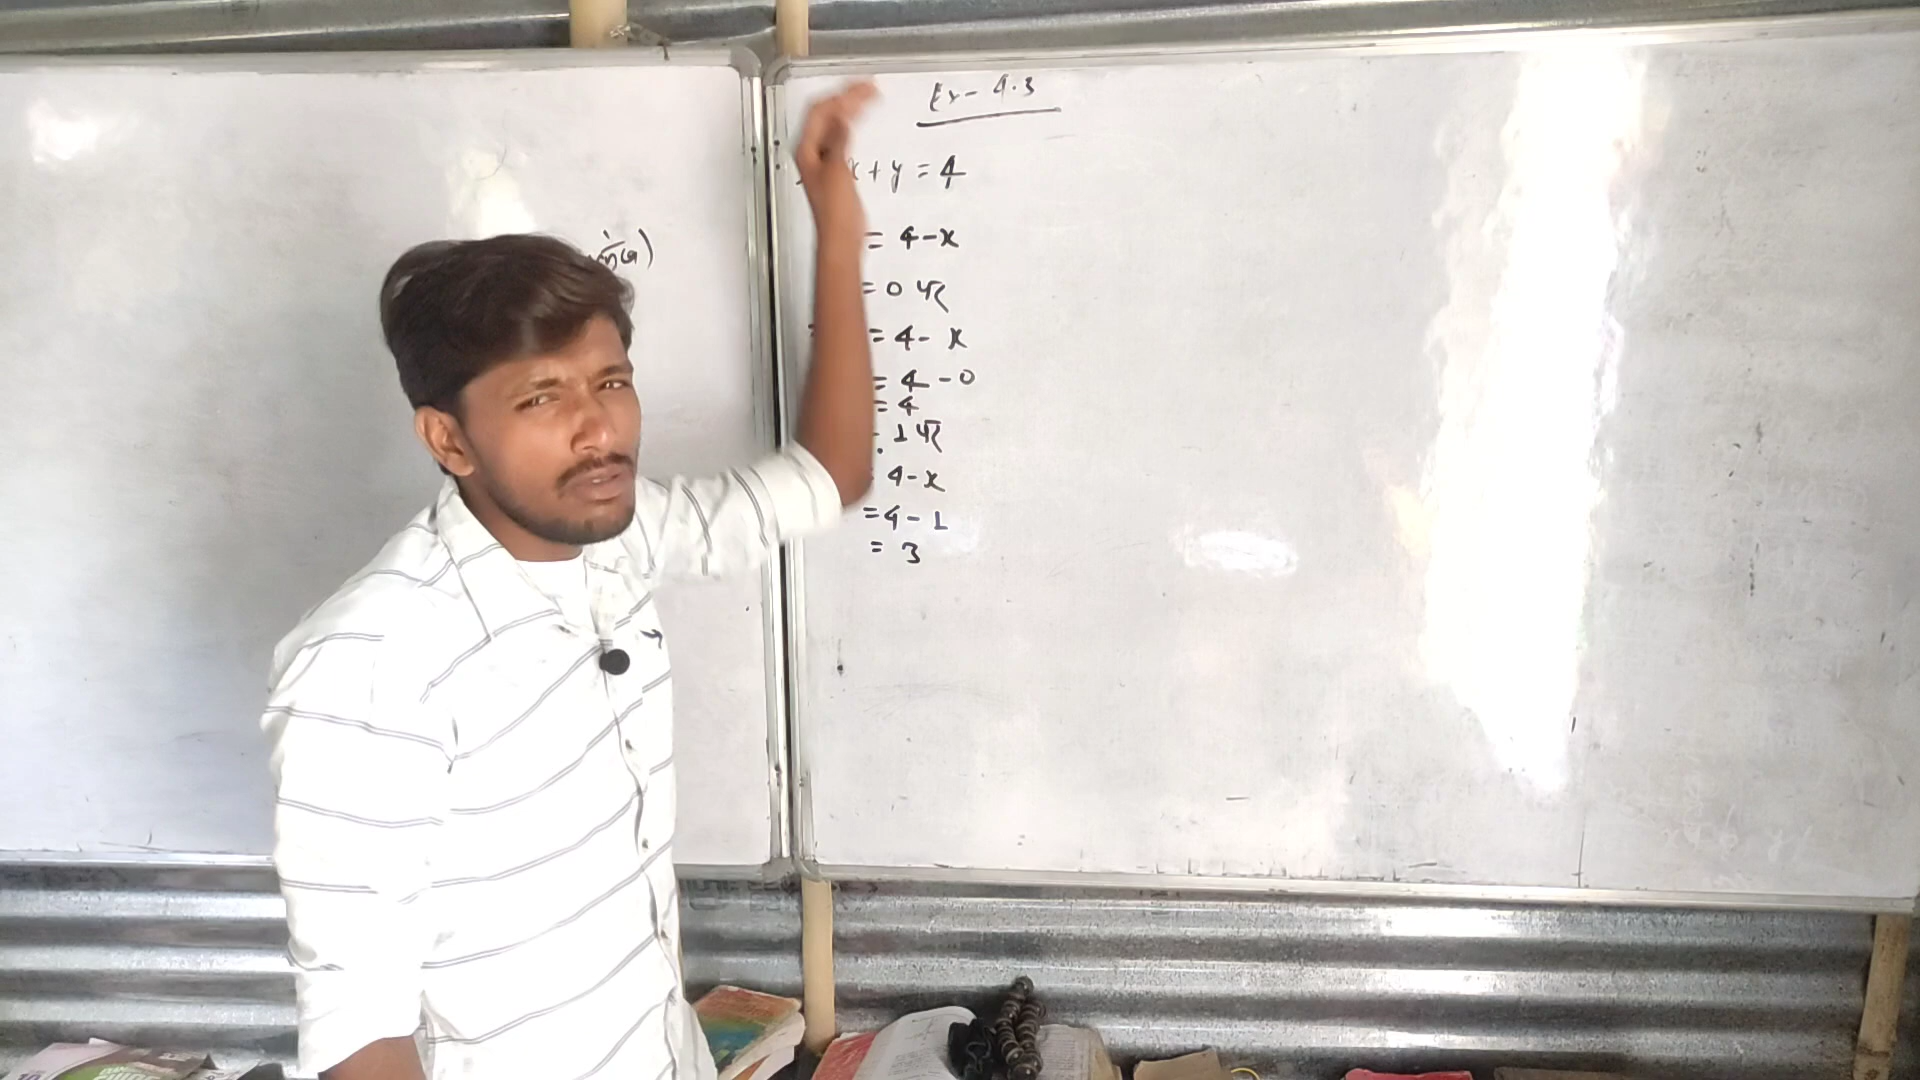 Ex- 4.3
x + y = 4
= 4-x
= 0 पर
= 4- x
= 4 - 0
= 4
1 पर
4-x
= 4 - 1
= 3